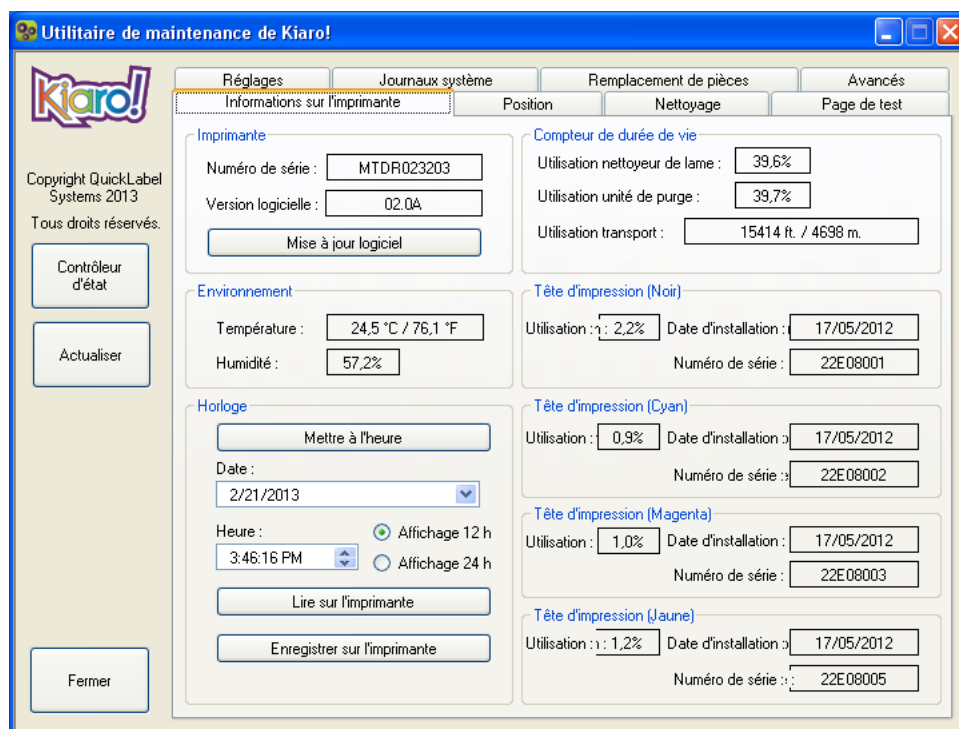 Utilitaire de maintenance de Kiaro!
Kiaro!
Copyright QuickLabel
Systems 2013
Tous droits réservés.
Contrôleur
d'état
Actualiser
Fermer
Réglages
Journaux système
Remplacement de pièces
Avancés
Informations sur l'imprimante
Position
Nettoyage
Page de test
Imprimante
Numéro de série : MTDR023203
Version logicielle : 02.0A
Mise à jour logiciel
Environnement
Température : 24,5 °C / 76,1 °F
Humidité : 57,2%
Horloge
Mettre à l'heure
Date :
2/21/2013
Heure :
3:46:16 PM
Affichage 12 h
Affichage 24 h
Lire sur l'imprimante
Enregistrer sur l'imprimante
Compteur de durée de vie
Utilisation nettoyeur de lame : 39,6%
Utilisation unité de purge : 39,7%
Utilisation transport : 15414 ft. / 4698 m.
Tête d'impression (Noir)
Utilisation : 2,2% Date d'installation : 17/05/2012
Numéro de série : 22E08001
Tête d'impression (Cyan)
Utilisation : 0,9% Date d'installation : 17/05/2012
Numéro de série : 22E08002
Tête d'impression (Magenta)
Utilisation : 1,0% Date d'installation : 17/05/2012
Numéro de série : 22E08003
Tête d'impression (Jaune)
Utilisation : 1,2% Date d'installation : 17/05/2012
Numéro de série : 22E08005